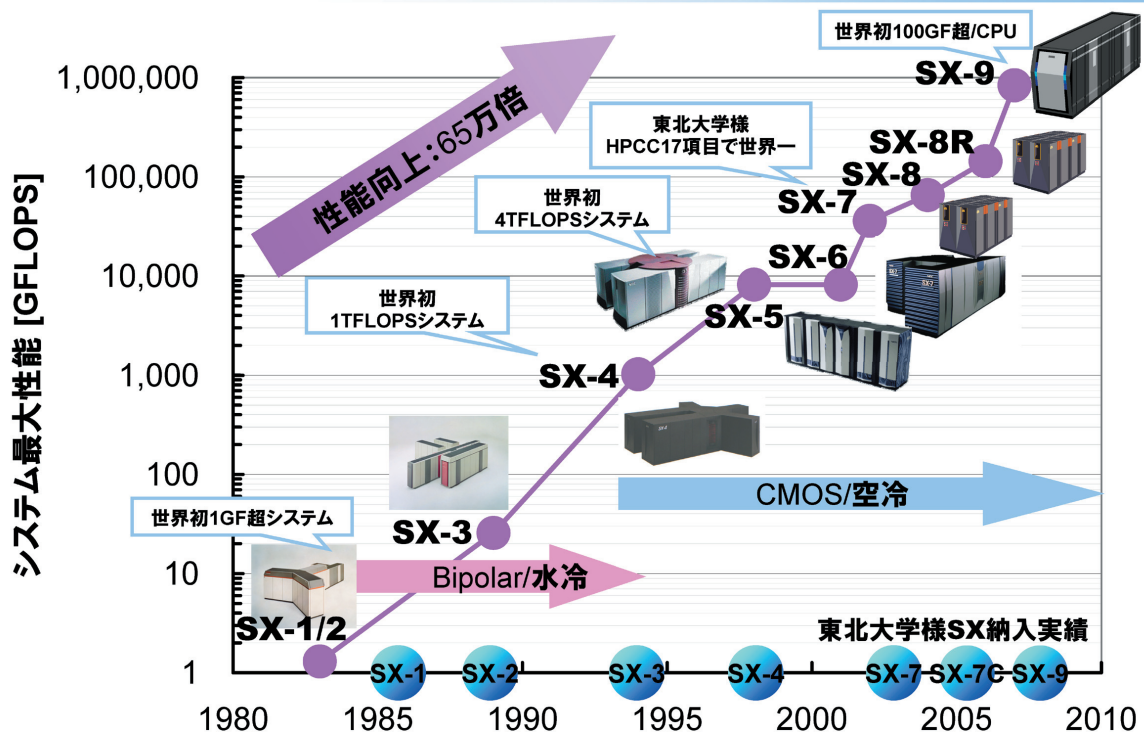 世界初100GF超/CPU
1,000,000
SX-9
性能向上：65万倍
東北大学様
HPCC17項目で世界一
SX-8R
100,000
SX-8
世界初
4TFLOPSシステム
SX-7
システム最大性能 [GFLOPS]
10,000
SX-6
世界初
1TFLOPSシステム
SX-5
1,000
SX-4
100
CMOS/空冷
世界初1GF超システム
SX-3
10
Bipolar/水冷
SX-1/2
東北大学様SX納入実績
1
SX-1
SX-2
SX-3
SX-4
SX-7
SX-7C
SX-9
1980
1985
1990
1995
2000
2005
2010